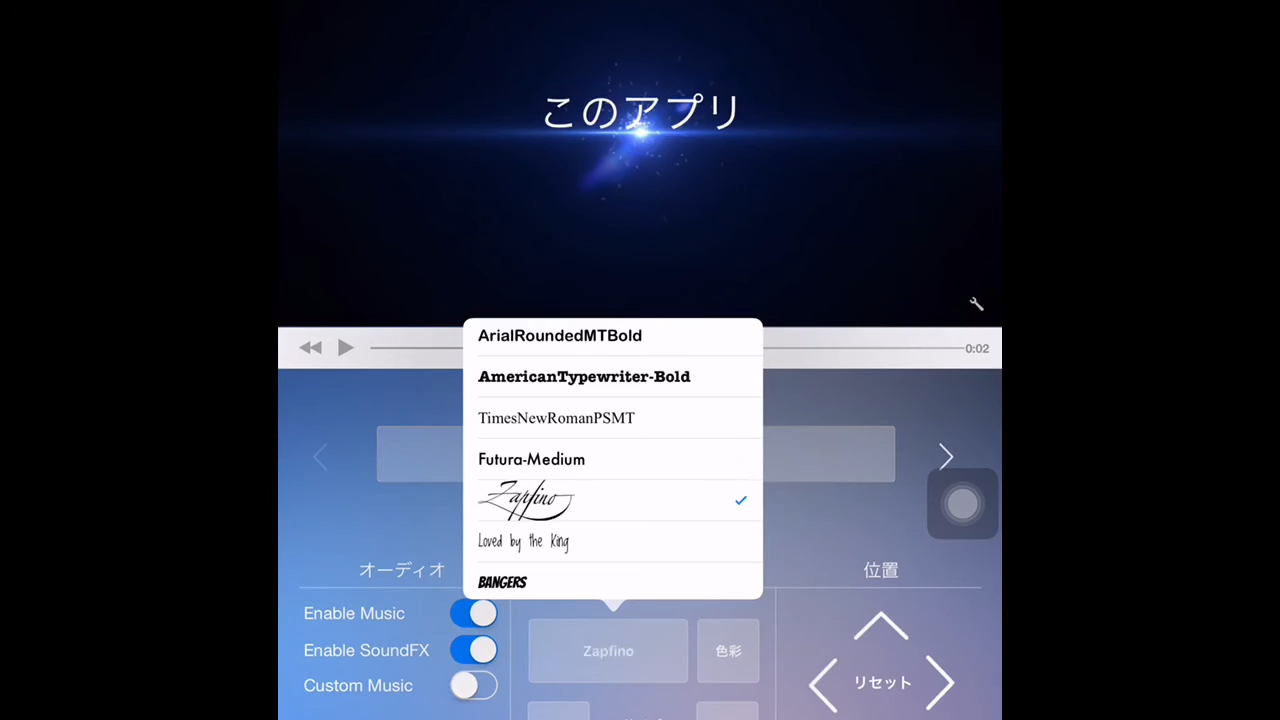 このアプリ
0:02
ArialRoundedMTBold
AmericanTypewriter-Bold
TimesNewRomanPSMT
Futura-Medium
Zapfino
Loved by the King
BANGERS
オーディオ
位置
Enable Music
Enable SoundFX
Custom Music
Zapfino
色彩
リセット